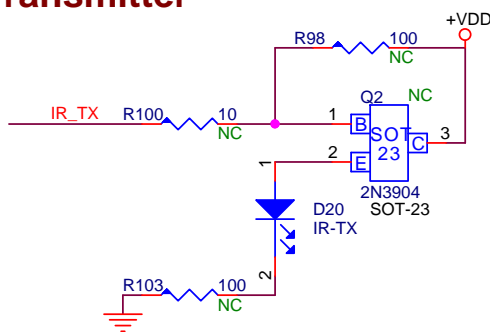 Transmitter
+VDD
R98 100
NC
IR_TX R100 10
NC
Q2 NC
1 B SOT C 3
2 E 23
2N3904
SOT-23
1
D20
IR-TX
2
R103 100
NC